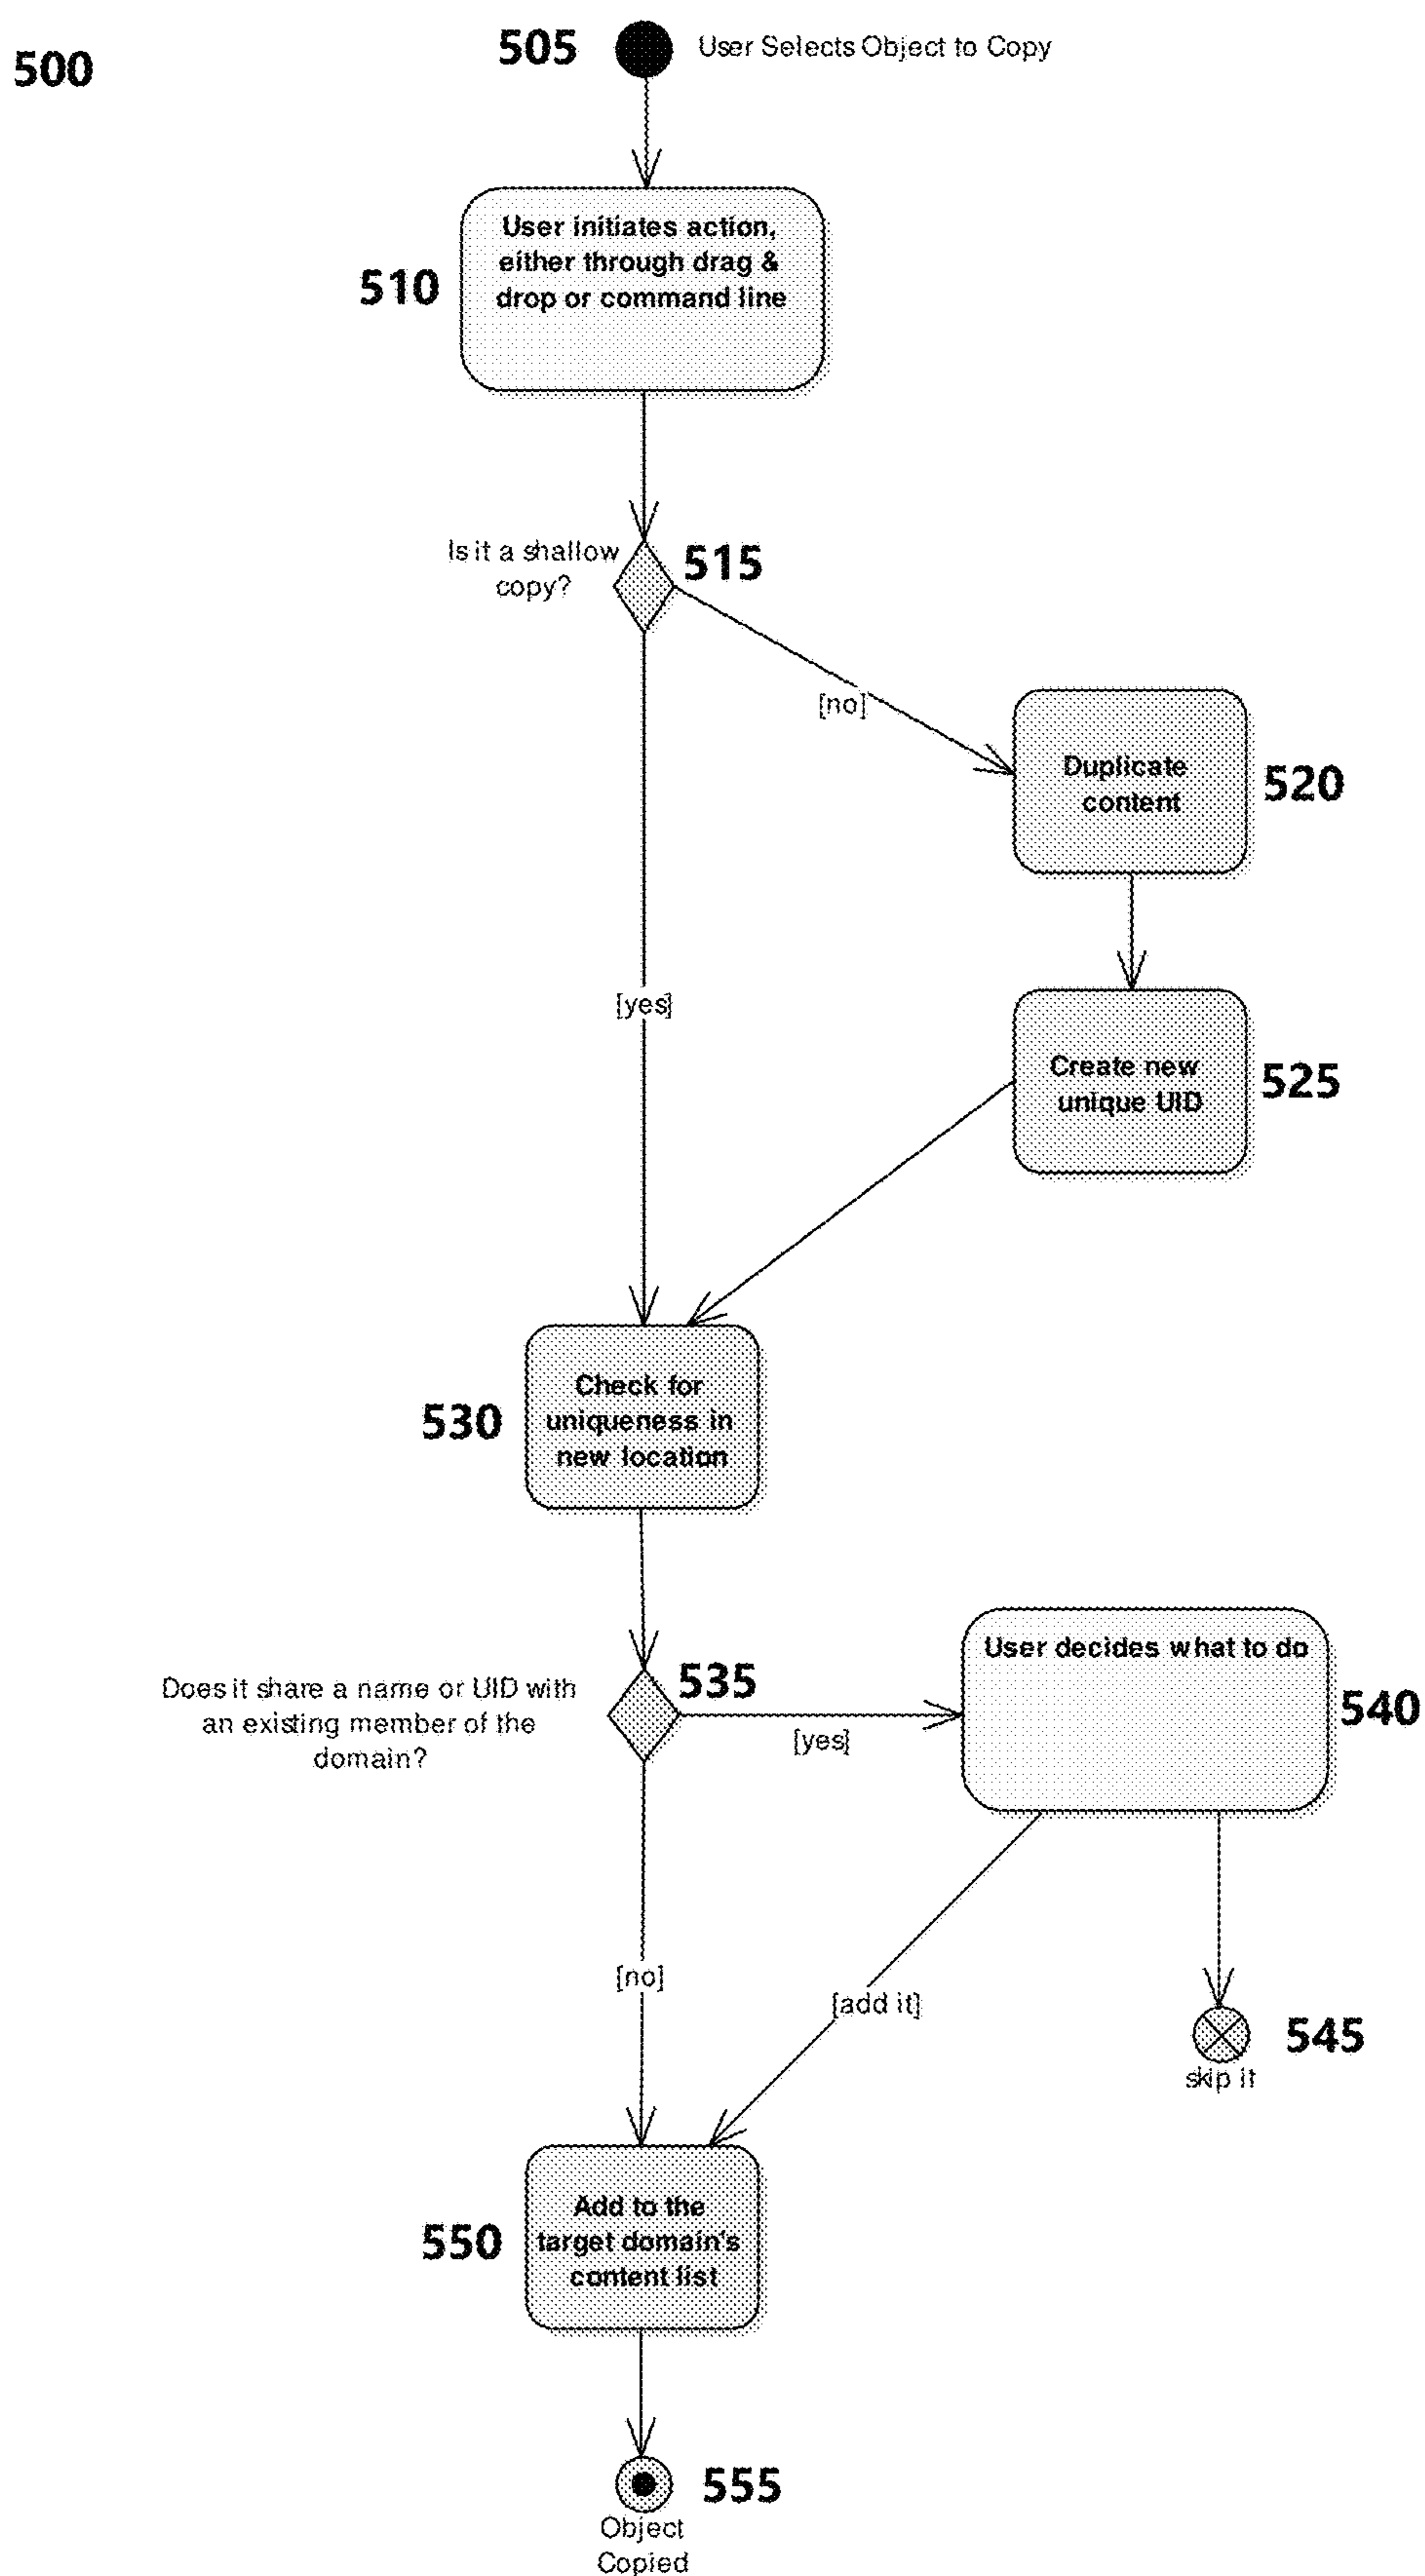 500
505
User Selects Object to Copy
User initiates action,
either through drag &
drop or command line
510
Is it a shallow
copy?
515
[no]
Duplicate
content
520
[yes]
Create new
unique UID
525
Check for
uniqueness in
new location
530
Does it share a name or UID with
an existing member of the
domain?
535
[yes]
User decides what to do
540
[no]
[add it]
545
skip it
Add to the
target domain's
content list
550
555
Object
Copied